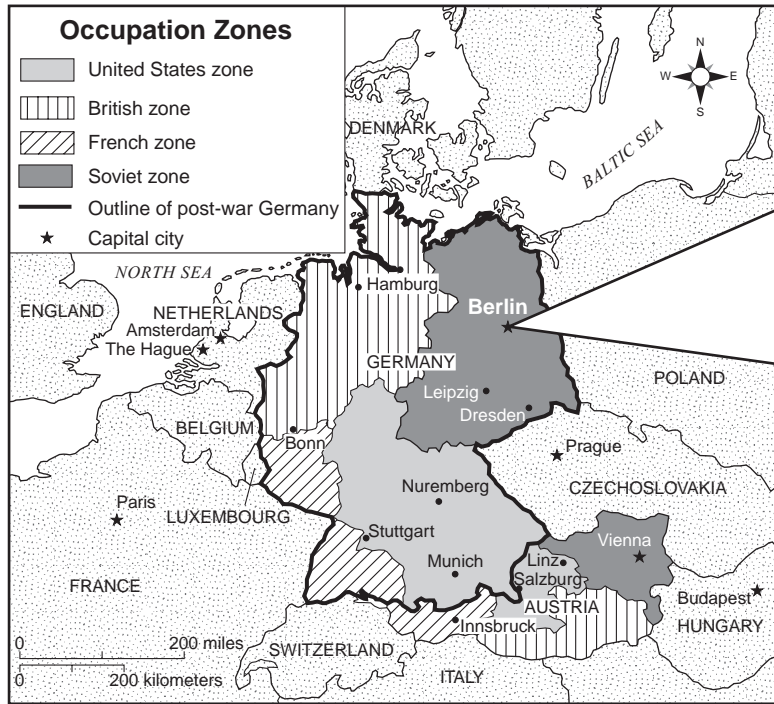 Occupation Zones
United States zone
British zone
French zone
Soviet zone
Outline of post-war Germany
Capital city
N
W
E
S
DENMARK
BALTIC SEA
NORTH SEA
ENGLAND
NETHERLANDS
Amsterdam
The Hague
Hamburg
Berlin
GERMANY
POLAND
Leipzig
Dresden
BELGIUM
Bonn
Prague
CZECHOSLOVAKIA
Paris
LUXEMBOURG
Nuremberg
Stuttgart
Munich
Vienna
Linz
Salzburg
FRANCE
AUSTRIA
Budapest
HUNGARY
Innsbruck
SWITZERLAND
ITALY
0
200 miles
0
200 kilometers